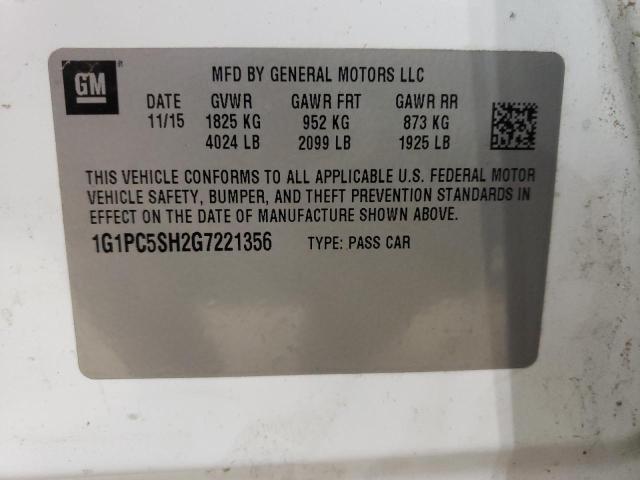 GM
MFD BY GENERAL MOTORS LLC
DATE GVWR GAWR FRT GAWR RR
11/15 1825 KG 952 KG 873 KG
4024 LB 2099 LB 1925 LB
THIS VEHICLE CONFORMS TO ALL APPLICABLE U.S. FEDERAL MOTOR
VEHICLE SAFETY, BUMPER, AND THEFT PREVENTION STANDARDS IN
EFFECT ON THE DATE OF MANUFACTURE SHOWN ABOVE.
1G1PC5SH2G7221356 TYPE: PASS CAR